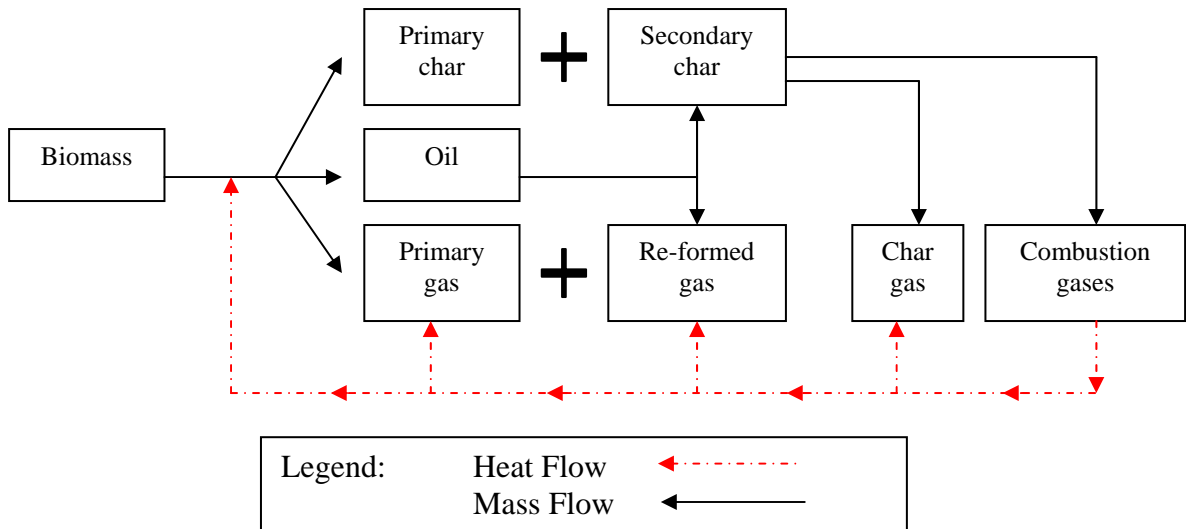 Primary
char
Secondary
char
Biomass
Oil
Primary
gas
Re-formed
gas
Char
gas
Combustion
gases
Legend: Heat Flow
Mass Flow